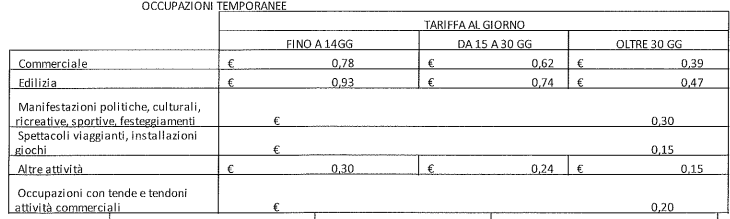 OCCUPAZIONI TEMPORANEE
TARIFFA AL GIORNO
FINO A 14GG DA 15 A 30 GG OLTRE 30 GG
Commerciale € 0,78 € 0,62 € 0,39
Edilizia € 0,93 € 0,74 € 0,47
Manifestazioni politiche, culturali,
ricreative, sportive, festeggiamenti € 0,30
Spettacoli viaggianti, installazioni
giochi € 0,15
Altre attività € 0,30 € 0,24 € 0,15
Occupazioni con tende e tendoni
attività commerciali € 0,20